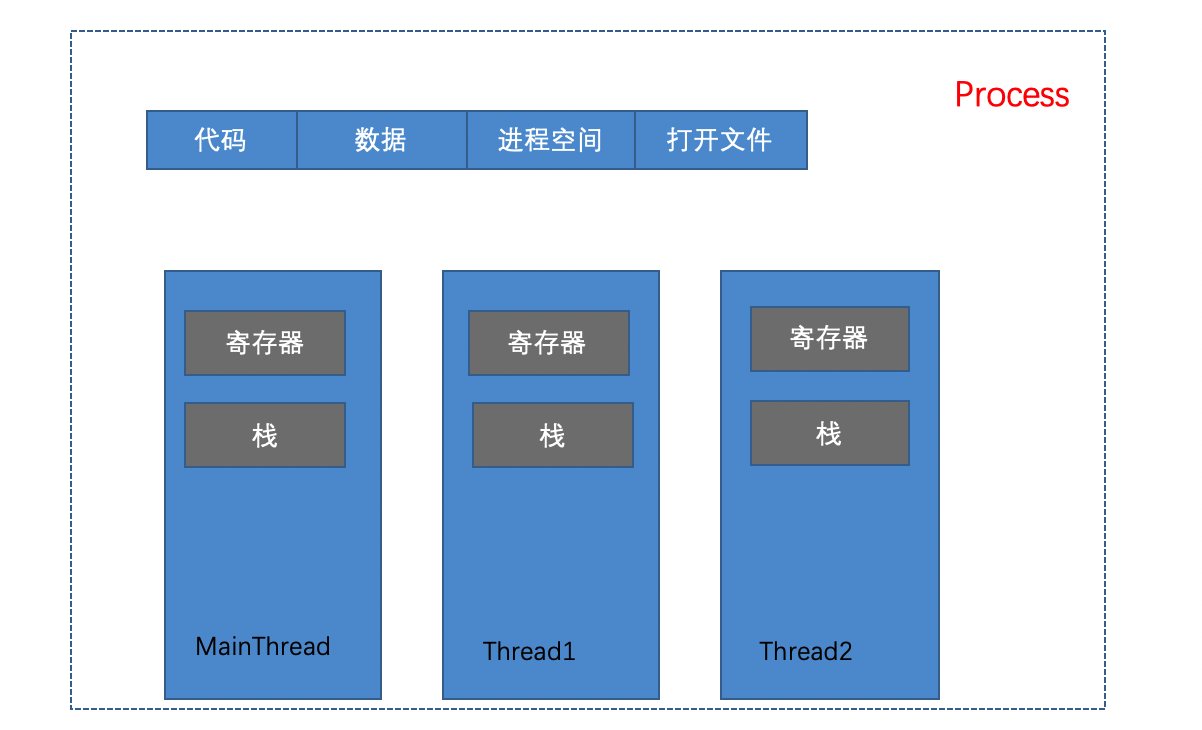 Process
代码 数据 进程空间 打开文件
寄存器 寄存器 寄存器
栈 栈 栈
MainThread Thread1 Thread2